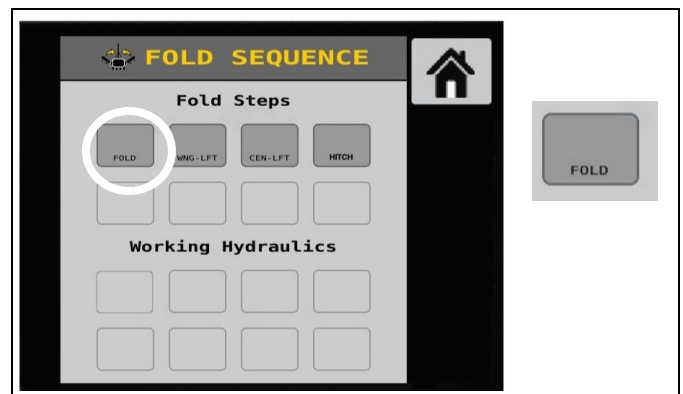 FOLD SEQUENCE
Fold Steps
FOLD WNG-LFT CEN-LFT HITCH
Working Hydraulics
FOLD